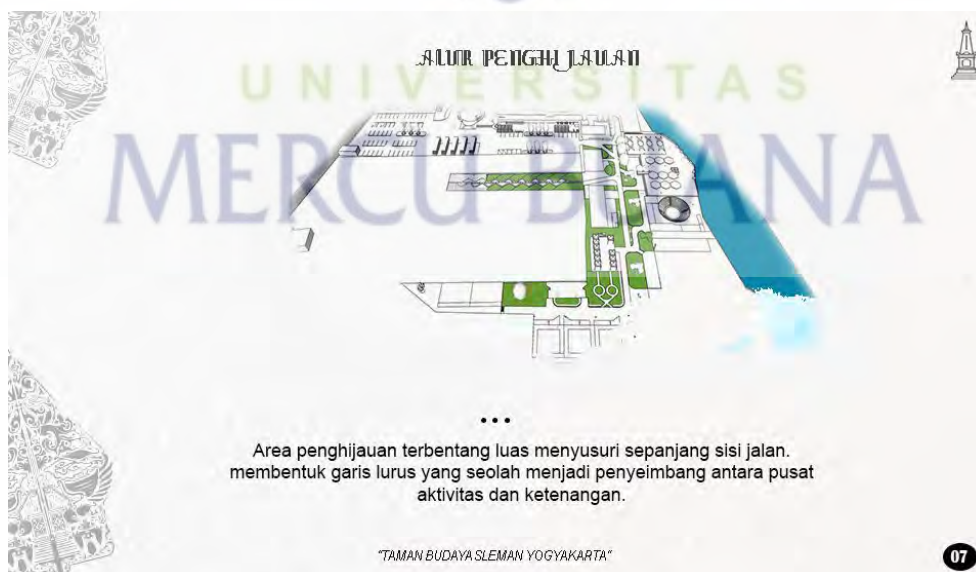 ALUR PENGHIJAUAN
UNIVERSITAS
MERCU BUANA
•••
Area penghijauan terbentang luas menyusuri sepanjang sisi jalan.
membentuk garis lurus yang seolah menjadi penyeimbang antara pusat
aktivitas dan ketenangan.
"TAMAN BUDAYA SLEMAN YOGYAKARTA"
07